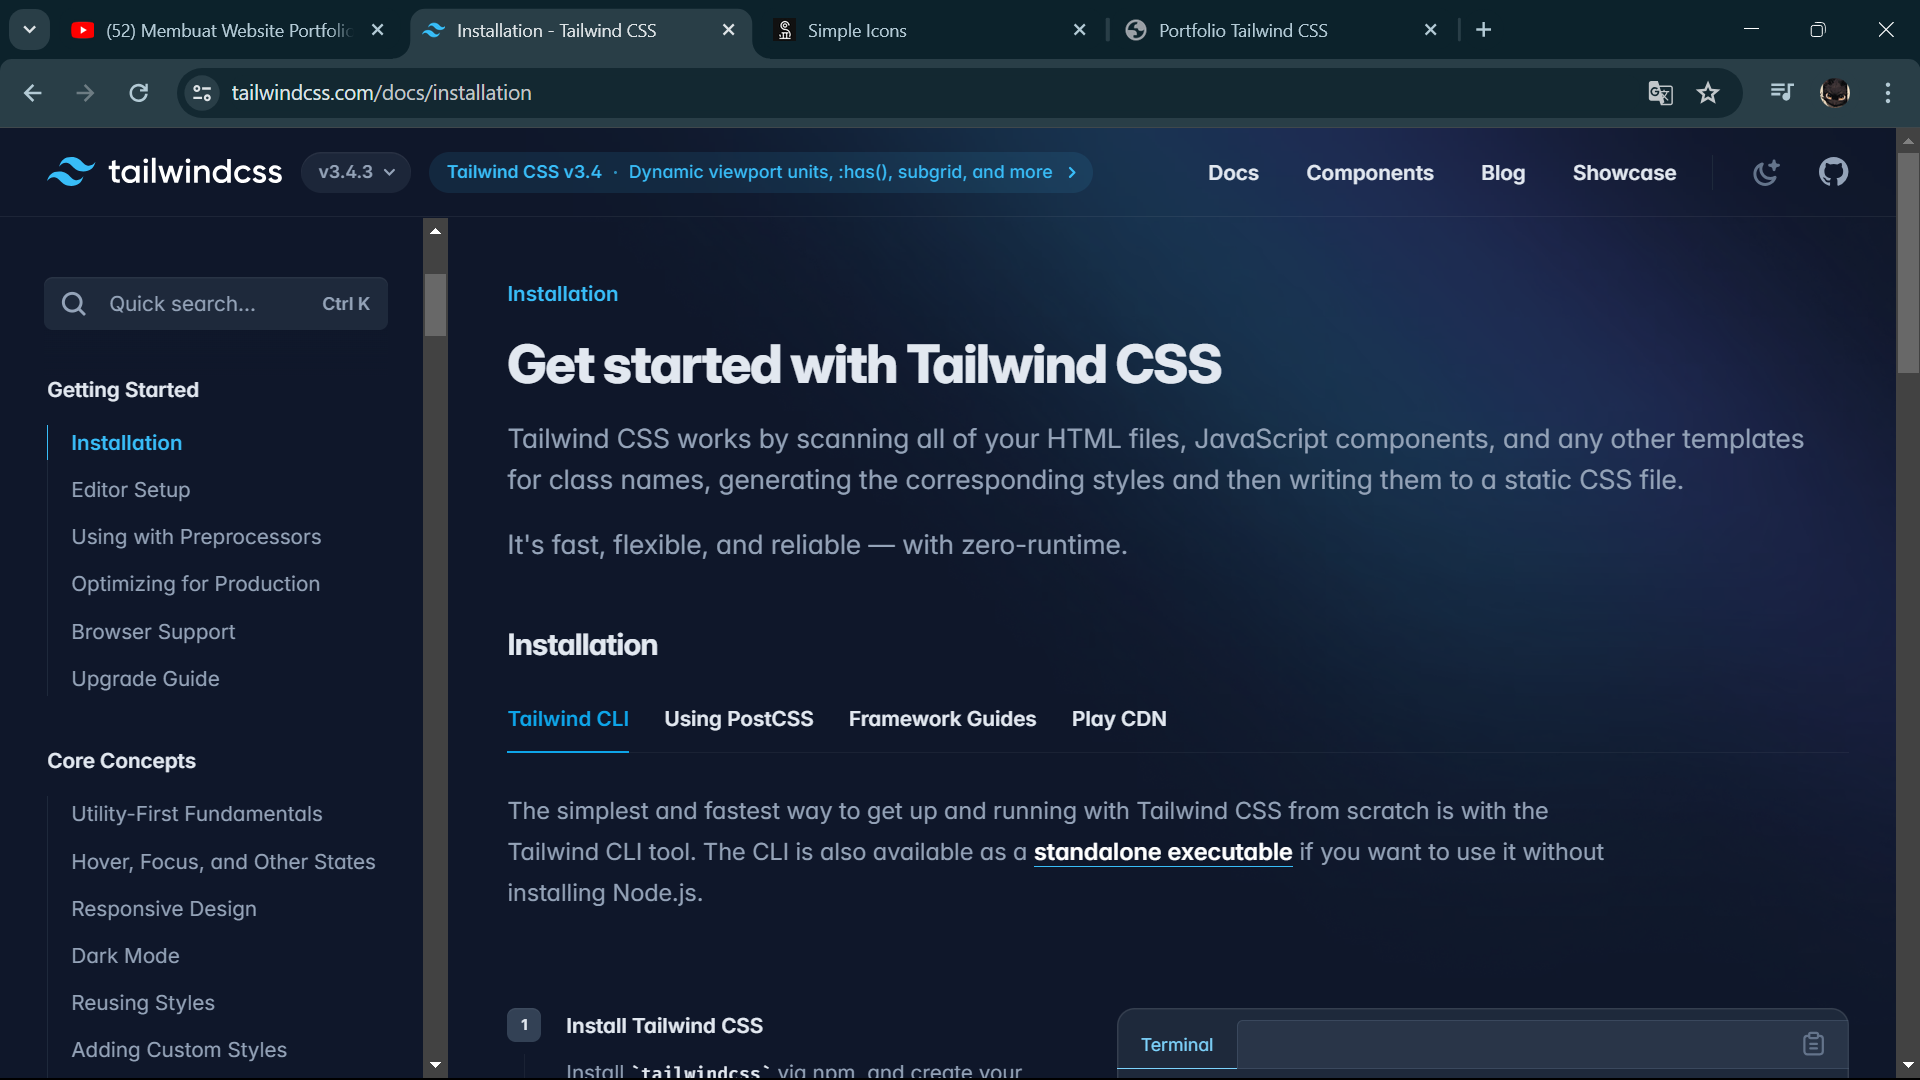 (52) Membuat Website Portfolio
Installation - Tailwind CSS
Simple Icons
Portfolio Tailwind CSS
tailwindcss.com/docs/installation
tailwindcss
v3.4.3
Tailwind CSS v3.4 · Dynamic viewport units, :has(), subgrid, and more
Docs
Components
Blog
Showcase
Quick search...
Ctrl K
Getting Started
Installation
Editor Setup
Using with Preprocessors
Optimizing for Production
Browser Support
Upgrade Guide
Core Concepts
Utility-First Fundamentals
Hover, Focus, and Other States
Responsive Design
Dark Mode
Reusing Styles
Adding Custom Styles
Installation
Get started with Tailwind CSS
Tailwind CSS works by scanning all of your HTML files, JavaScript components, and any other templates
for class names, generating the corresponding styles and then writing them to a static CSS file.
It's fast, flexible, and reliable — with zero-runtime.
Installation
Tailwind CLI
Using PostCSS
Framework Guides
Play CDN
The simplest and fastest way to get up and running with Tailwind CSS from scratch is with the
Tailwind CLI tool. The CLI is also available as a standalone executable if you want to use it without
installing Node.js.
1
Install Tailwind CSS
Install `tailwindcss` via npm, and create your
Terminal